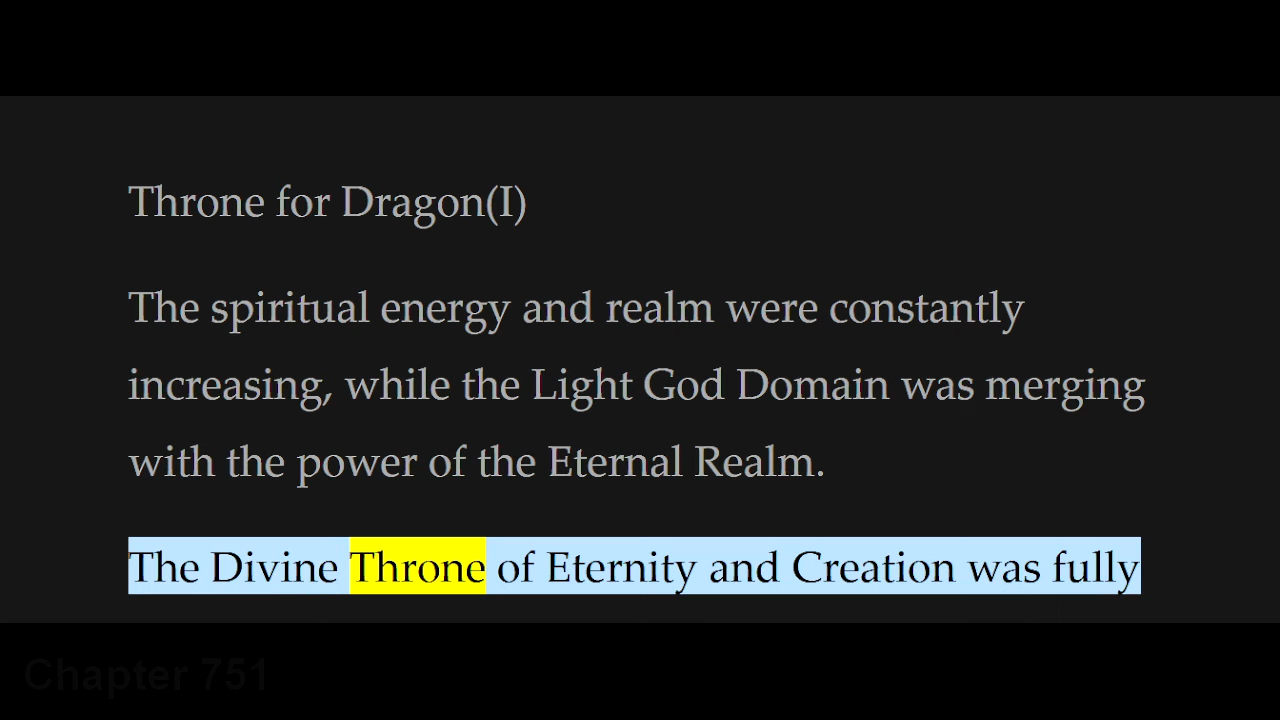 Throne for Dragon(I)
The spiritual energy and realm were constantly
increasing, while the Light God Domain was merging
with the power of the Eternal Realm.
The Divine Throne of Eternity and Creation was fully
Chapter 751